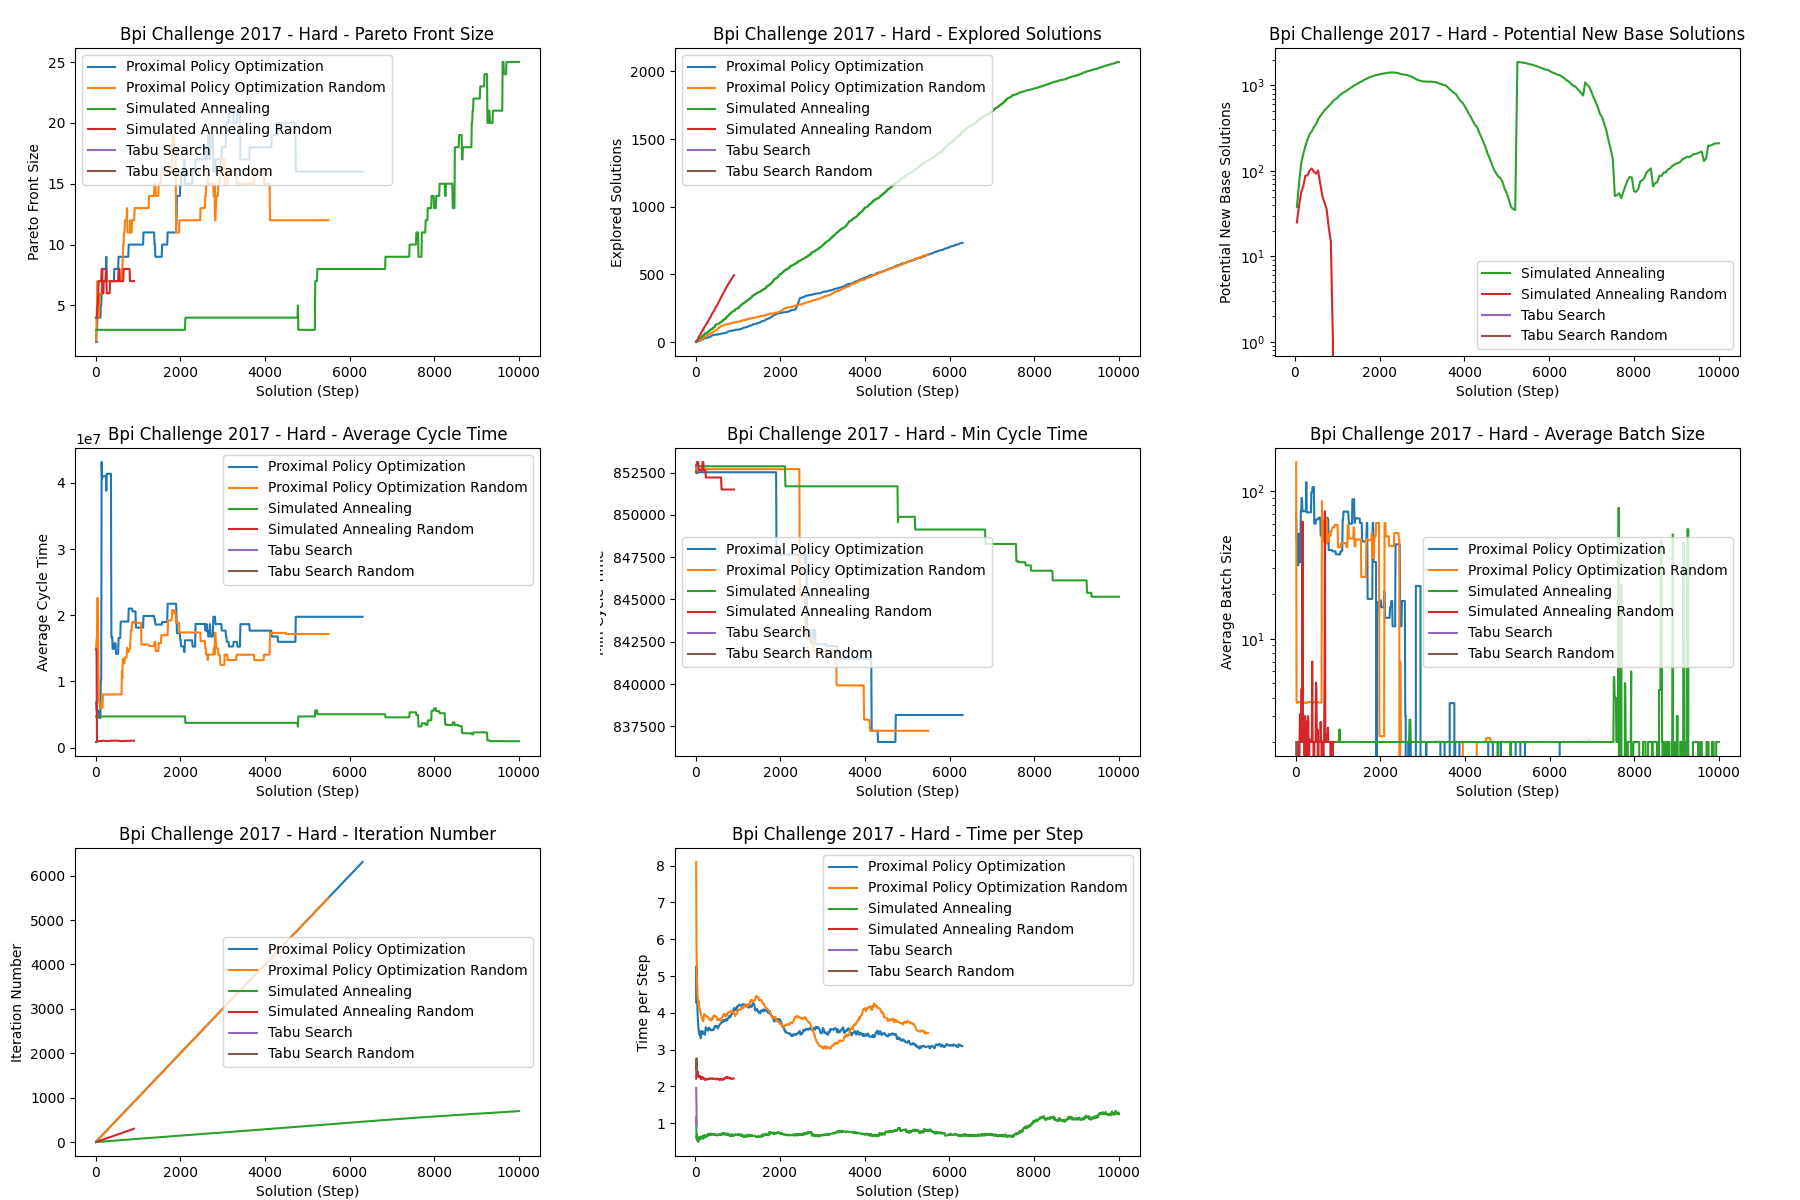 Bpi Challenge 2017 - Hard - Pareto Front Size
Pareto Front Size
25
20
15
10
5
Proximal Policy Optimization
Proximal Policy Optimization Random
Simulated Annealing
Simulated Annealing Random
Tabu Search
Tabu Search Random
0 2000 4000 6000 8000 10000
Solution (Step)
Bpi Challenge 2017 - Hard - Explored Solutions
Explored Solutions
2000
1500
1000
500
0
Proximal Policy Optimization
Proximal Policy Optimization Random
Simulated Annealing
Simulated Annealing Random
Tabu Search
Tabu Search Random
0 2000 4000 6000 8000 10000
Solution (Step)
Bpi Challenge 2017 - Hard - Potential New Base Solutions
Potential New Base Solutions
10³
10²
10¹
10⁰
Simulated Annealing
Simulated Annealing Random
Tabu Search
Tabu Search Random
0 2000 4000 6000 8000 10000
Solution (Step)
Bpi Challenge 2017 - Hard - Average Cycle Time
1e7
Average Cycle Time
4
3
2
1
0
Proximal Policy Optimization
Proximal Policy Optimization Random
Simulated Annealing
Simulated Annealing Random
Tabu Search
Tabu Search Random
0 2000 4000 6000 8000 10000
Solution (Step)
Bpi Challenge 2017 - Hard - Min Cycle Time
Min Cycle Time
852500
850000
847500
845000
842500
840000
837500
Proximal Policy Optimization
Proximal Policy Optimization Random
Simulated Annealing
Simulated Annealing Random
Tabu Search
Tabu Search Random
0 2000 4000 6000 8000 10000
Solution (Step)
Bpi Challenge 2017 - Hard - Average Batch Size
Average Batch Size
10²
10¹
Proximal Policy Optimization
Proximal Policy Optimization Random
Simulated Annealing
Simulated Annealing Random
Tabu Search
Tabu Search Random
0 2000 4000 6000 8000 10000
Solution (Step)
Bpi Challenge 2017 - Hard - Iteration Number
Iteration Number
6000
5000
4000
3000
2000
1000
0
Proximal Policy Optimization
Proximal Policy Optimization Random
Simulated Annealing
Simulated Annealing Random
Tabu Search
Tabu Search Random
0 2000 4000 6000 8000 10000
Solution (Step)
Bpi Challenge 2017 - Hard - Time per Step
Time per Step
8
7
6
5
4
3
2
1
Proximal Policy Optimization
Proximal Policy Optimization Random
Simulated Annealing
Simulated Annealing Random
Tabu Search
Tabu Search Random
0 2000 4000 6000 8000 10000
Solution (Step)